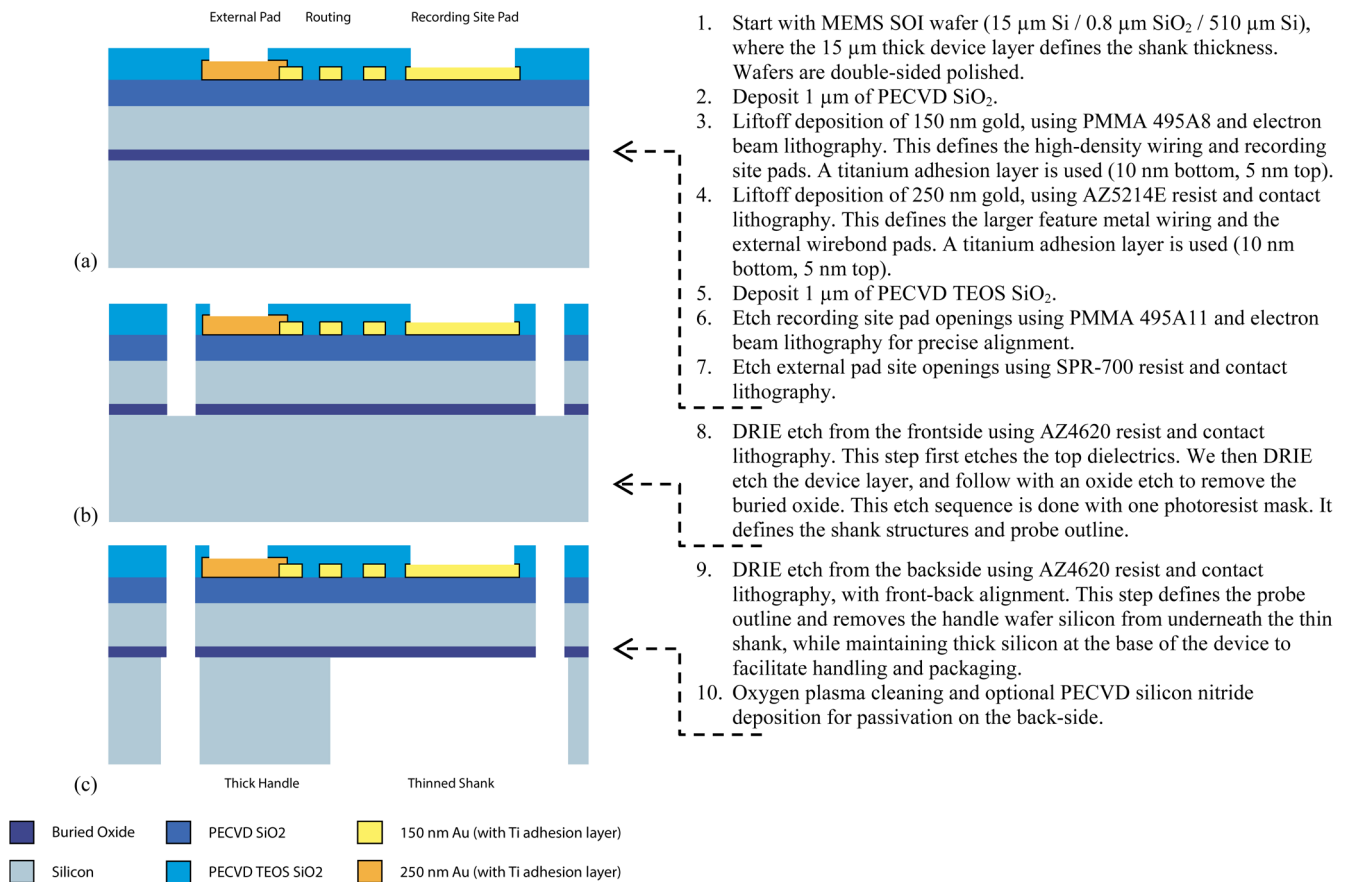 External Pad
Routing
Recording Site Pad
(a)
(b)
(c)
Thick Handle
Thinned Shank
Buried Oxide
PECVD SiO2
150 nm Au (with Ti adhesion layer)
Silicon
PECVD TEOS SiO2
250 nm Au (with Ti adhesion layer)
1. Start with MEMS SOI wafer (15 µm Si / 0.8 µm SiO₂ / 510 µm Si),
where the 15 µm thick device layer defines the shank thickness.
Wafers are double-sided polished.
2. Deposit 1 µm of PECVD SiO₂.
3. Liftoff deposition of 150 nm gold, using PMMA 495A8 and electron
beam lithography. This defines the high-density wiring and recording
site pads. A titanium adhesion layer is used (10 nm bottom, 5 nm top).
4. Liftoff deposition of 250 nm gold, using AZ5214E resist and contact
lithography. This defines the larger feature metal wiring and the
external wirebond pads. A titanium adhesion layer is used (10 nm
bottom, 5 nm top).
5. Deposit 1 µm of PECVD TEOS SiO₂.
6. Etch recording site pad openings using PMMA 495A11 and electron
beam lithography for precise alignment.
7. Etch external pad site openings using SPR-700 resist and contact
lithography.
8. DRIE etch from the frontside using AZ4620 resist and contact
lithography. This step first etches the top dielectrics. We then DRIE
etch the device layer, and follow with an oxide etch to remove the
buried oxide. This etch sequence is done with one photoresist mask. It
defines the shank structures and probe outline.
9. DRIE etch from the backside using AZ4620 resist and contact
lithography, with front-back alignment. This step defines the probe
outline and removes the handle wafer silicon from underneath the thin
shank, while maintaining thick silicon at the base of the device to
facilitate handling and packaging.
10. Oxygen plasma cleaning and optional PECVD silicon nitride
deposition for passivation on the back-side.